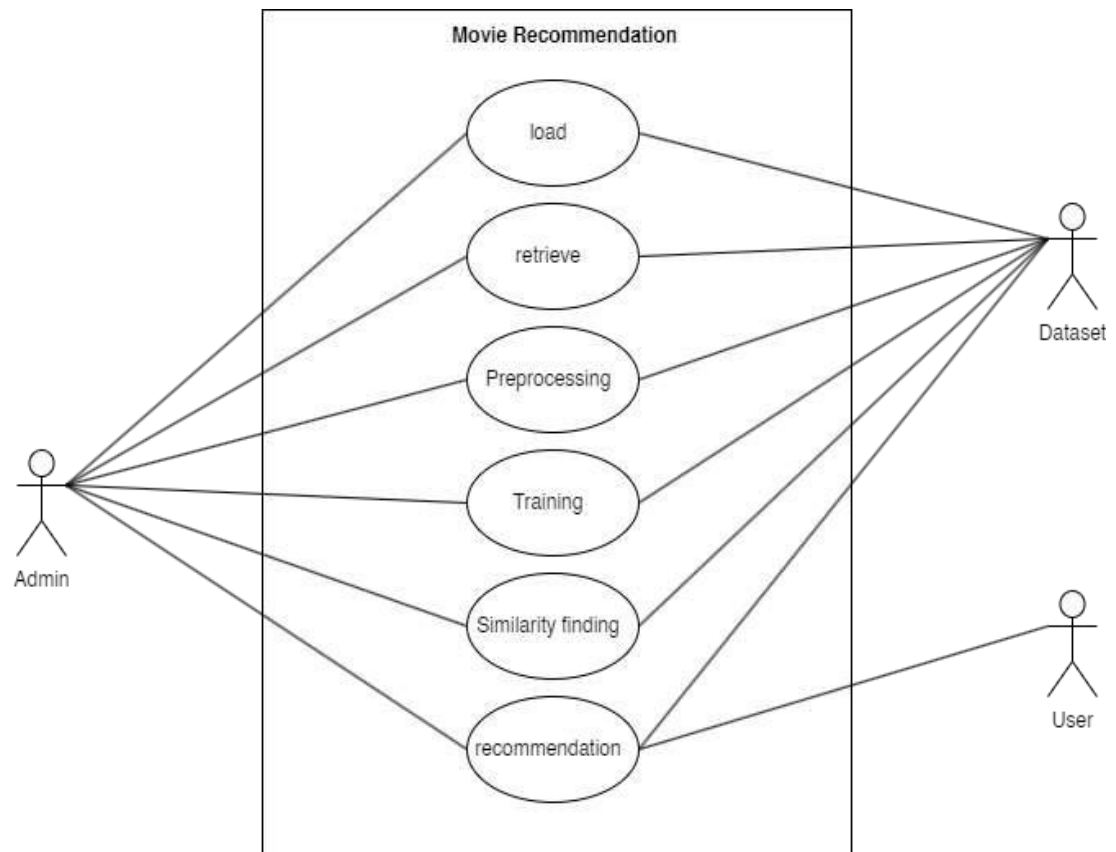 Movie Recommendation
load
retrieve
Dataset
Preprocessing
Training
Admin
Similarity finding
User
recommendation